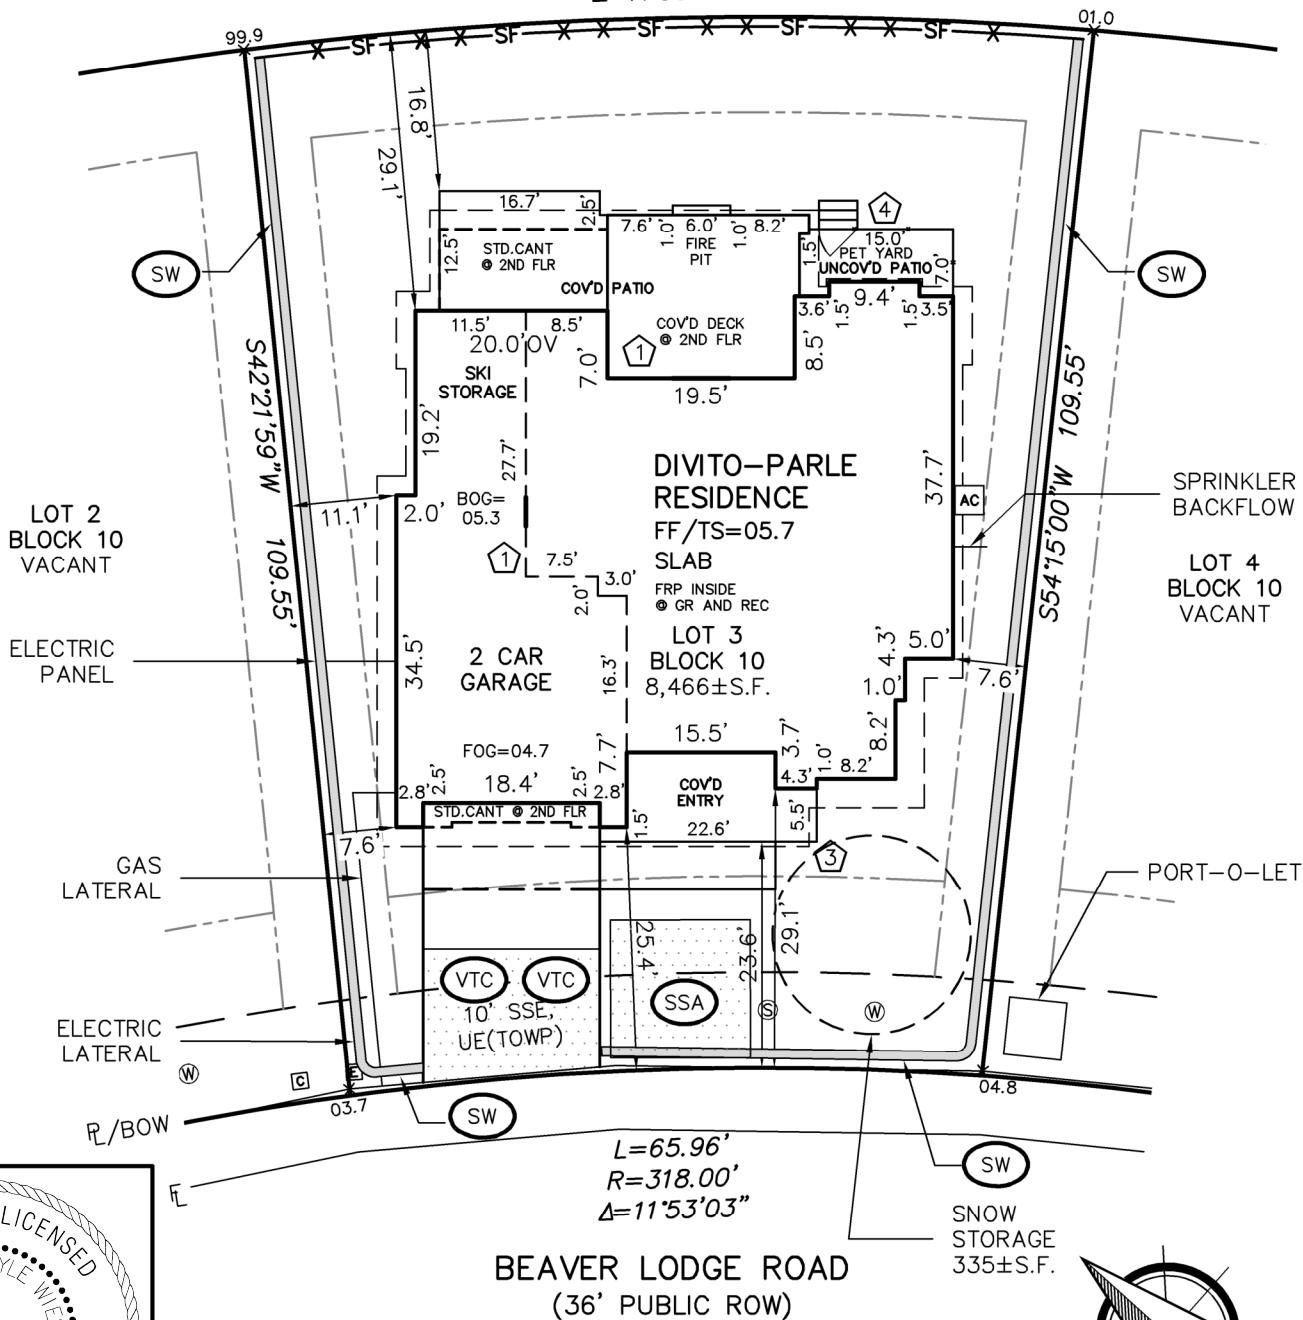 99.9
SF
SF
SF
SF
SF
01.0
16.8'
29.1'
16.7'
2.5'
12.5'
STD.CANT
@ 2ND FLR
COV'D PATIO
7.6'
1.0'
6.0'
1.0'
8.2'
FIRE
PIT
4
15.0'
1.5'
PET YARD
UNCOV'D PATIO
7.0'
SW
SW
3.6'
1.5'
9.4'
1.5'
3.5'
11.5'
8.5'
20.0'OV
7.0'
1
COV'D DECK
@ 2ND FLR
8.5'
SKI
STORAGE
19.5'
S42°21'59"W 109.55'
19.2'
27.7'
S54°15'00"W 109.55'
DIVITO-PARLE
RESIDENCE
FF/TS=05.7
SLAB
FRP INSIDE
@ GR AND REC
37.7'
AC
SPRINKLER
BACKFLOW
LOT 2
BLOCK 10
VACANT
11.1'
2.0'
BOG=
05.3
1
7.5'
3.0'
2.0'
LOT 4
BLOCK 10
VACANT
ELECTRIC
PANEL
34.5'
2 CAR
GARAGE
16.3'
LOT 3
BLOCK 10
8,466±S.F.
4.3'
5.0'
1.0'
7.6'
8.2'
15.5'
3.7'
FOG=04.7
7.7'
2.8'
2.5'
18.4'
2.5'
2.8'
4.3'
1.0'
8.2'
STD.CANT @ 2ND FLR
COV'D
ENTRY
1.5'
22.6'
5.5'
7.6'
3
GAS
LATERAL
PORT-O-LET
25.4'
23.6'
29.1'
VTC
VTC
SSA
S
W
10' SSE,
UE(TOWP)
ELECTRIC
LATERAL
W
C
E
03.7
04.8
SW
SW
PL/BOW
FL
L=65.96'
R=318.00'
Δ=11°53'03"
SNOW
STORAGE
335±S.F.
BEAVER LODGE ROAD
(36' PUBLIC ROW)
LICENSED